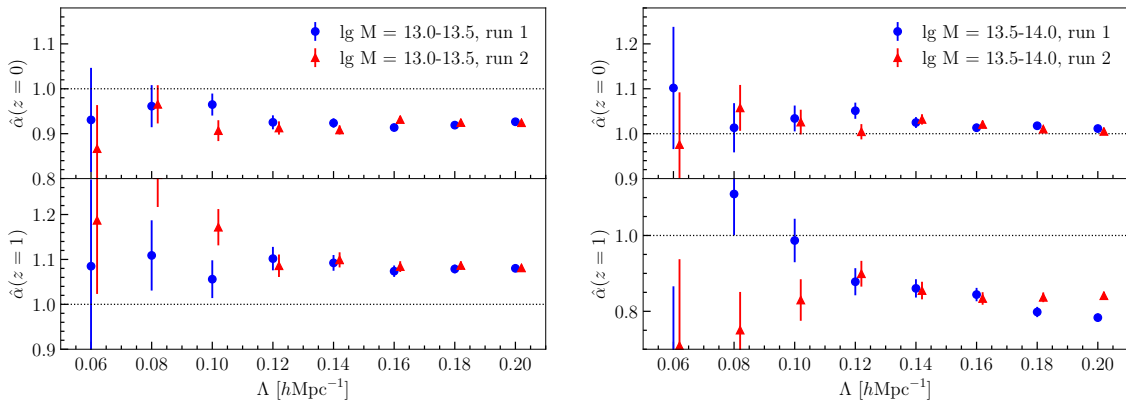 lg M = 13.0-13.5, run 1
lg M = 13.0-13.5, run 2
α̂(z = 0)
1.1
1.0
0.9
0.8
α̂(z = 1)
1.2
1.1
1.0
0.9
0.06 0.08 0.10 0.12 0.14 0.16 0.18 0.20
Λ [hMpc⁻¹]
lg M = 13.5-14.0, run 1
lg M = 13.5-14.0, run 2
α̂(z = 0)
1.2
1.1
1.0
0.9
α̂(z = 1)
1.0
0.8
0.06 0.08 0.10 0.12 0.14 0.16 0.18 0.20
Λ [hMpc⁻¹]